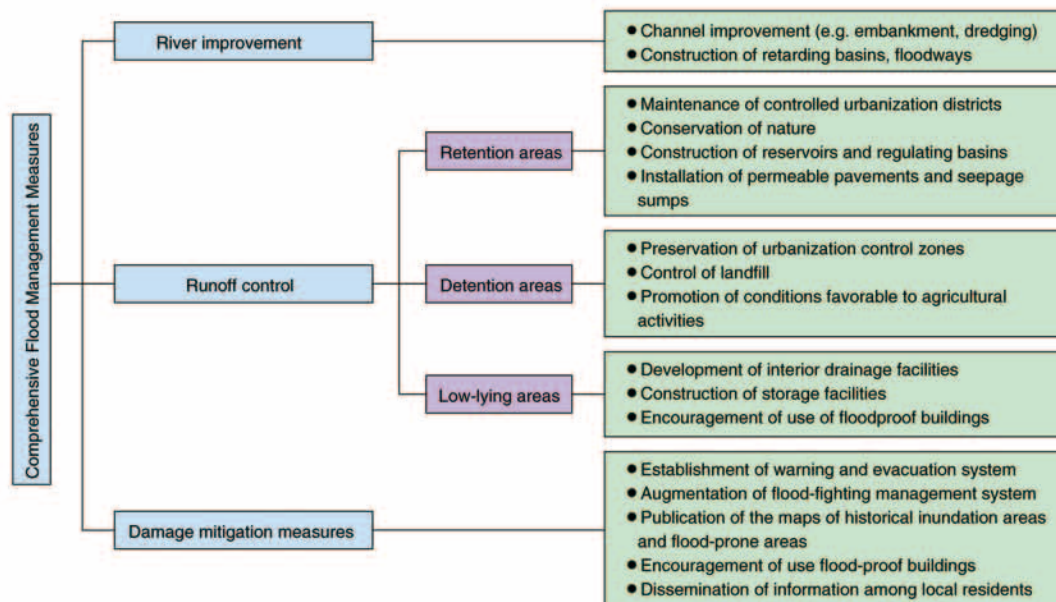 Comprehensive Flood Management Measures
River improvement
● Channel improvement (e.g. embankment, dredging)
● Construction of retarding basins, floodways
Runoff control
Retention areas
● Maintenance of controlled urbanization districts
● Conservation of nature
● Construction of reservoirs and regulating basins
● Installation of permeable pavements and seepage
sumps
Detention areas
● Preservation of urbanization control zones
● Control of landfill
● Promotion of conditions favorable to agricultural
activities
Low-lying areas
● Development of interior drainage facilities
● Construction of storage facilities
● Encouragement of use of floodproof buildings
Damage mitigation measures
● Establishment of warning and evacuation system
● Augmentation of flood-fighting management system
● Publication of the maps of historical inundation areas
and flood-prone areas
● Encouragement of use flood-proof buildings
● Dissemination of information among local residents